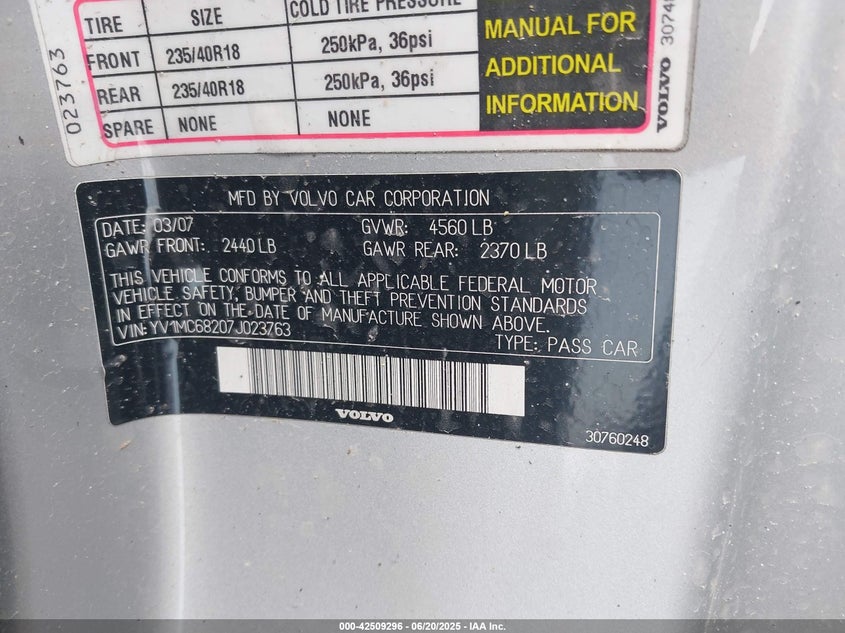 TIRE SIZE COLD TIRE PRESSURE
FRONT 235/40R18 250kPa, 36psi
REAR 235/40R18 250kPa, 36psi
SPARE NONE NONE
MANUAL FOR
ADDITIONAL
INFORMATION
023763
VOLVO
MFD BY VOLVO CAR CORPORATION
DATE: 03/07 GVWR: 4560 LB
GAWR FRONT: 2440 LB GAWR REAR: 2370 LB
THIS VEHICLE CONFORMS TO ALL APPLICABLE FEDERAL MOTOR
VEHICLE SAFETY, BUMPER AND THEFT PREVENTION STANDARDS
IN EFFECT ON THE DATE OF MANUFACTURE SHOWN ABOVE.
VIN: YV1MC68207J023763
TYPE: PASS CAR
VOLVO
30760248
000-42509296 - 06/20/2025 - IAA Inc.